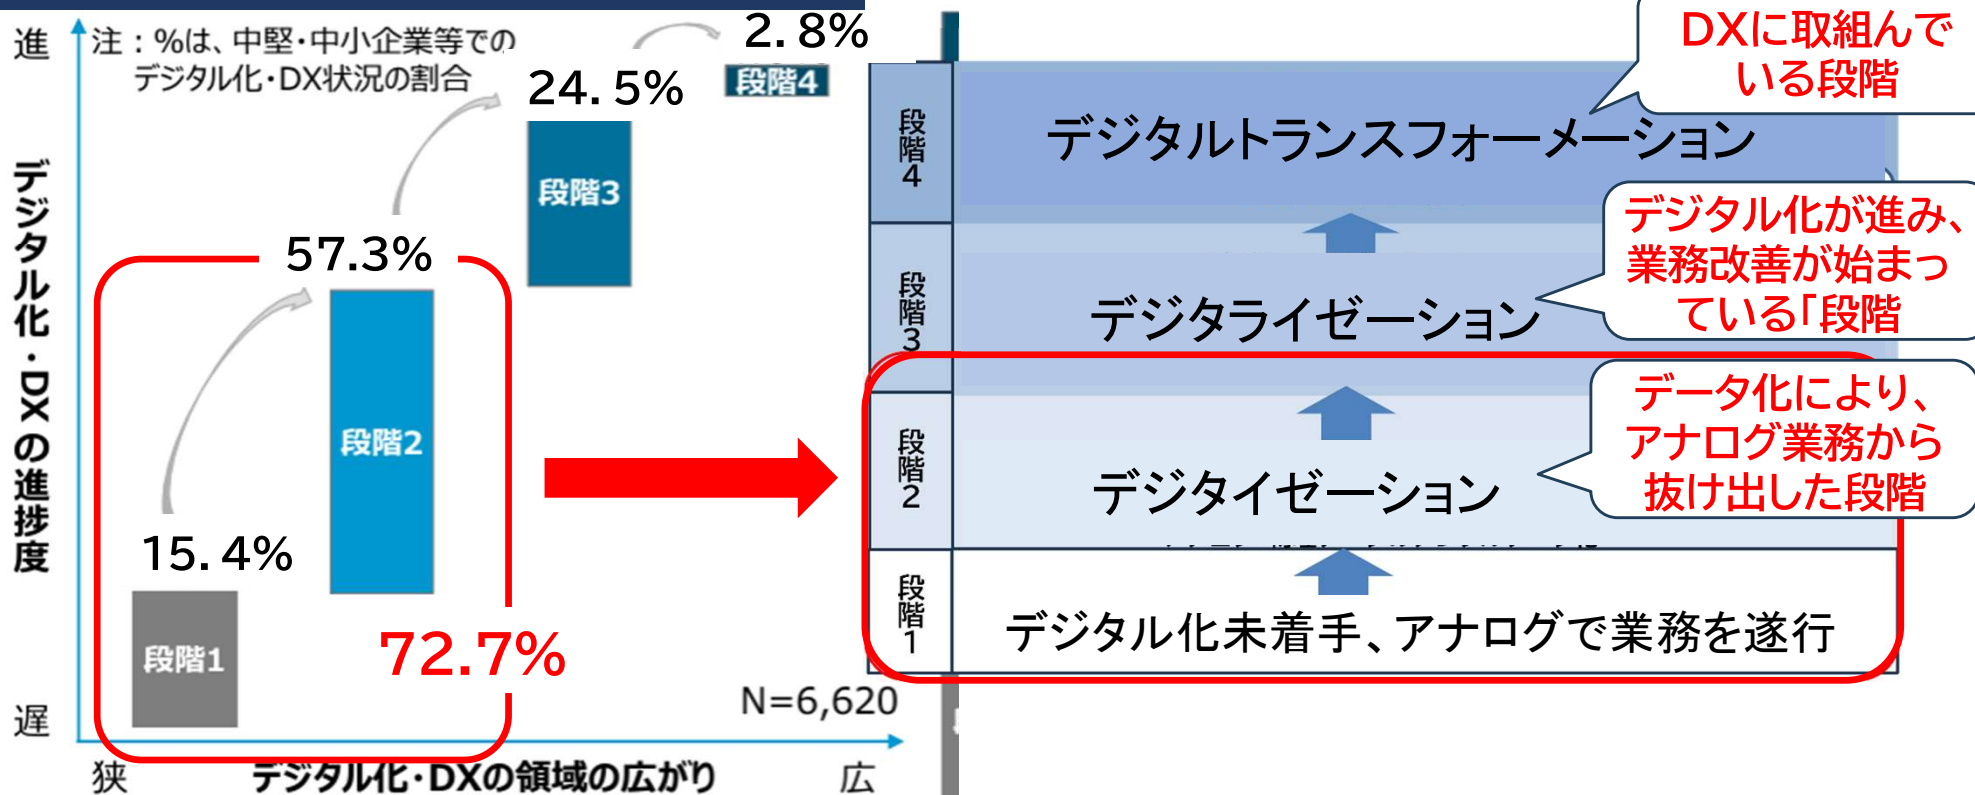 進
注：%は、中堅・中小企業等での
デジタル化・DX状況の割合
デジタル化・DXの進捗度
遅
15.4%
段階1
57.3%
段階2
72.7%
24.5%
段階3
2.8%
段階4
N=6,620
狭
デジタル化・DXの領域の広がり
広
段階4
デジタルトランスフォーメーション
DXに取組んで
いる段階
段階3
デジタライゼーション
デジタル化が進み、
業務改善が始まっ
ている「段階
段階2
デジタイゼーション
データ化により、
アナログ業務から
抜け出した段階
段階1
デジタル化未着手、アナログで業務を遂行